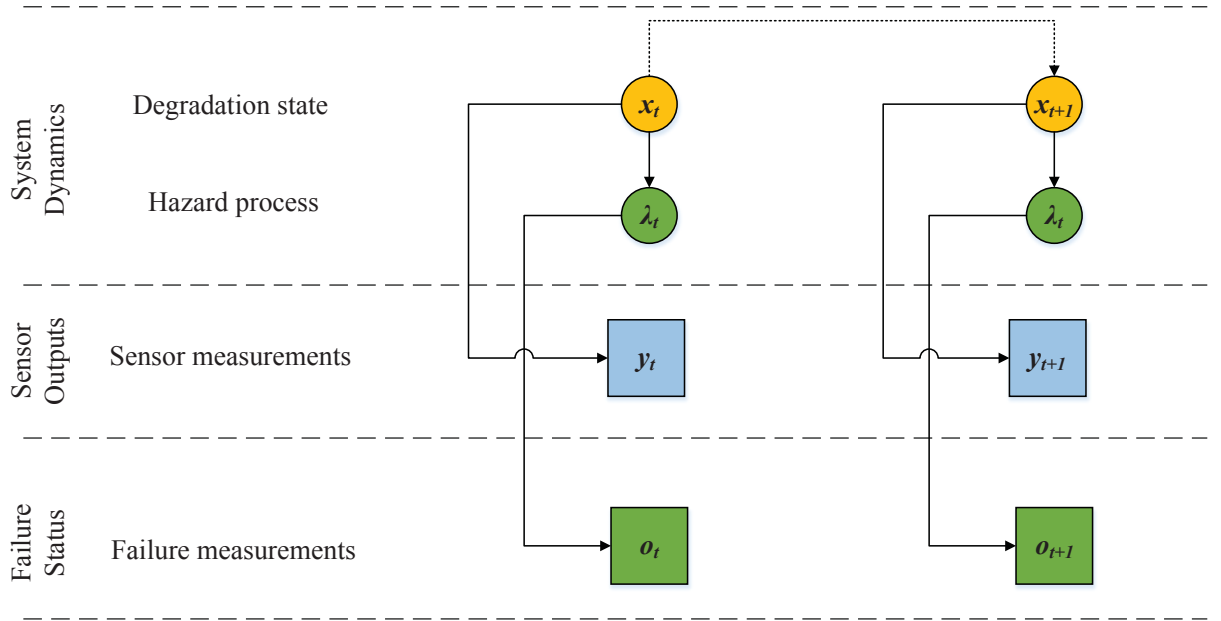 System
Dynamics
Degradation state
x_t
x_{t+1}
Hazard process
λ_t
λ_t
Sensor
Outputs
Sensor measurements
y_t
y_{t+1}
Failure
Status
Failure measurements
o_t
o_{t+1}